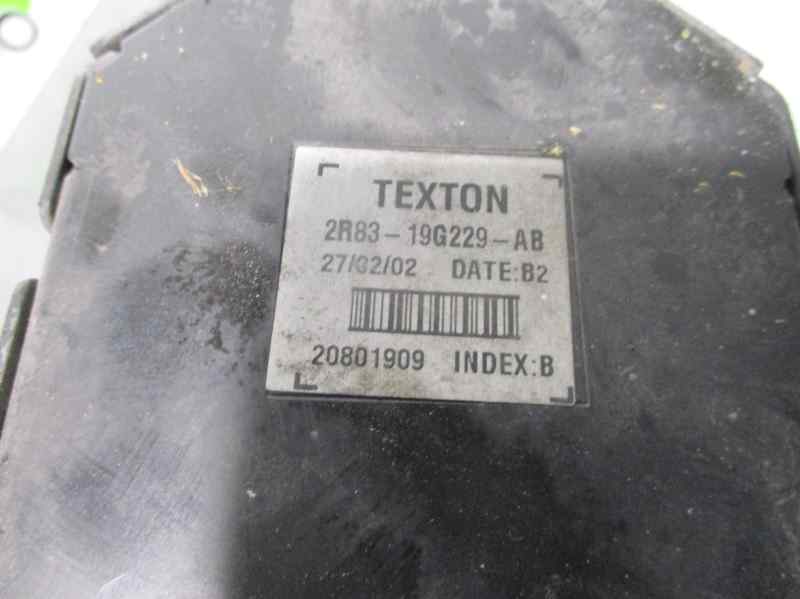 TEXTON
2R83-19G229-AB
27/02/02 DATE:B2
20801909 INDEX:B